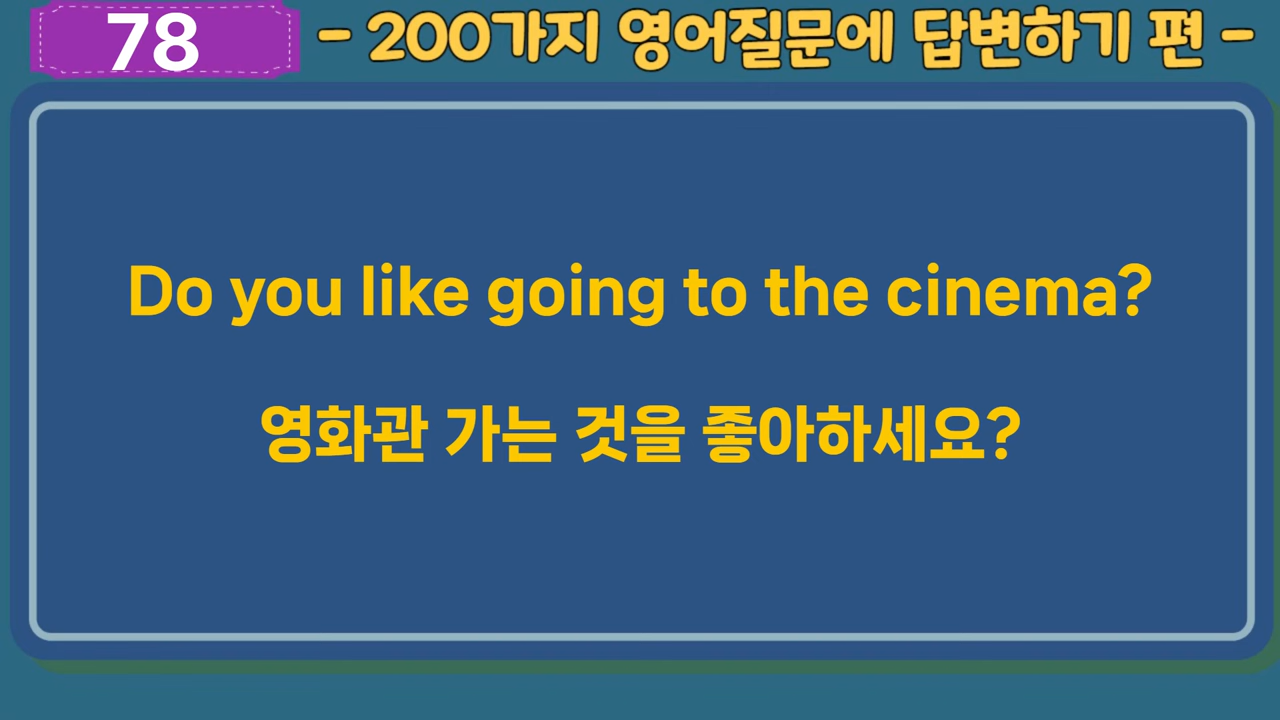 78
- 200가지 영어질문에 답변하기 편 -
Do you like going to the cinema?
영화관 가는 것을 좋아하세요?